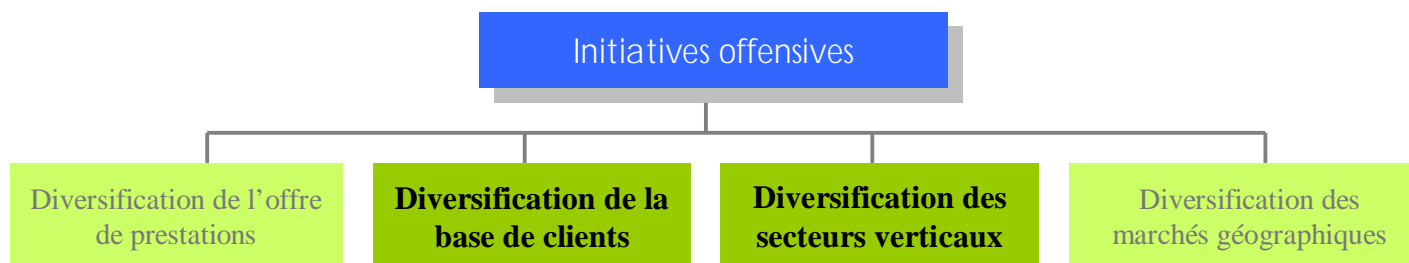 Initiatives offensives
Diversification de l’offre
de prestations
Diversification de la
base de clients
Diversification des
secteurs verticaux
Diversification des
marchés géographiques